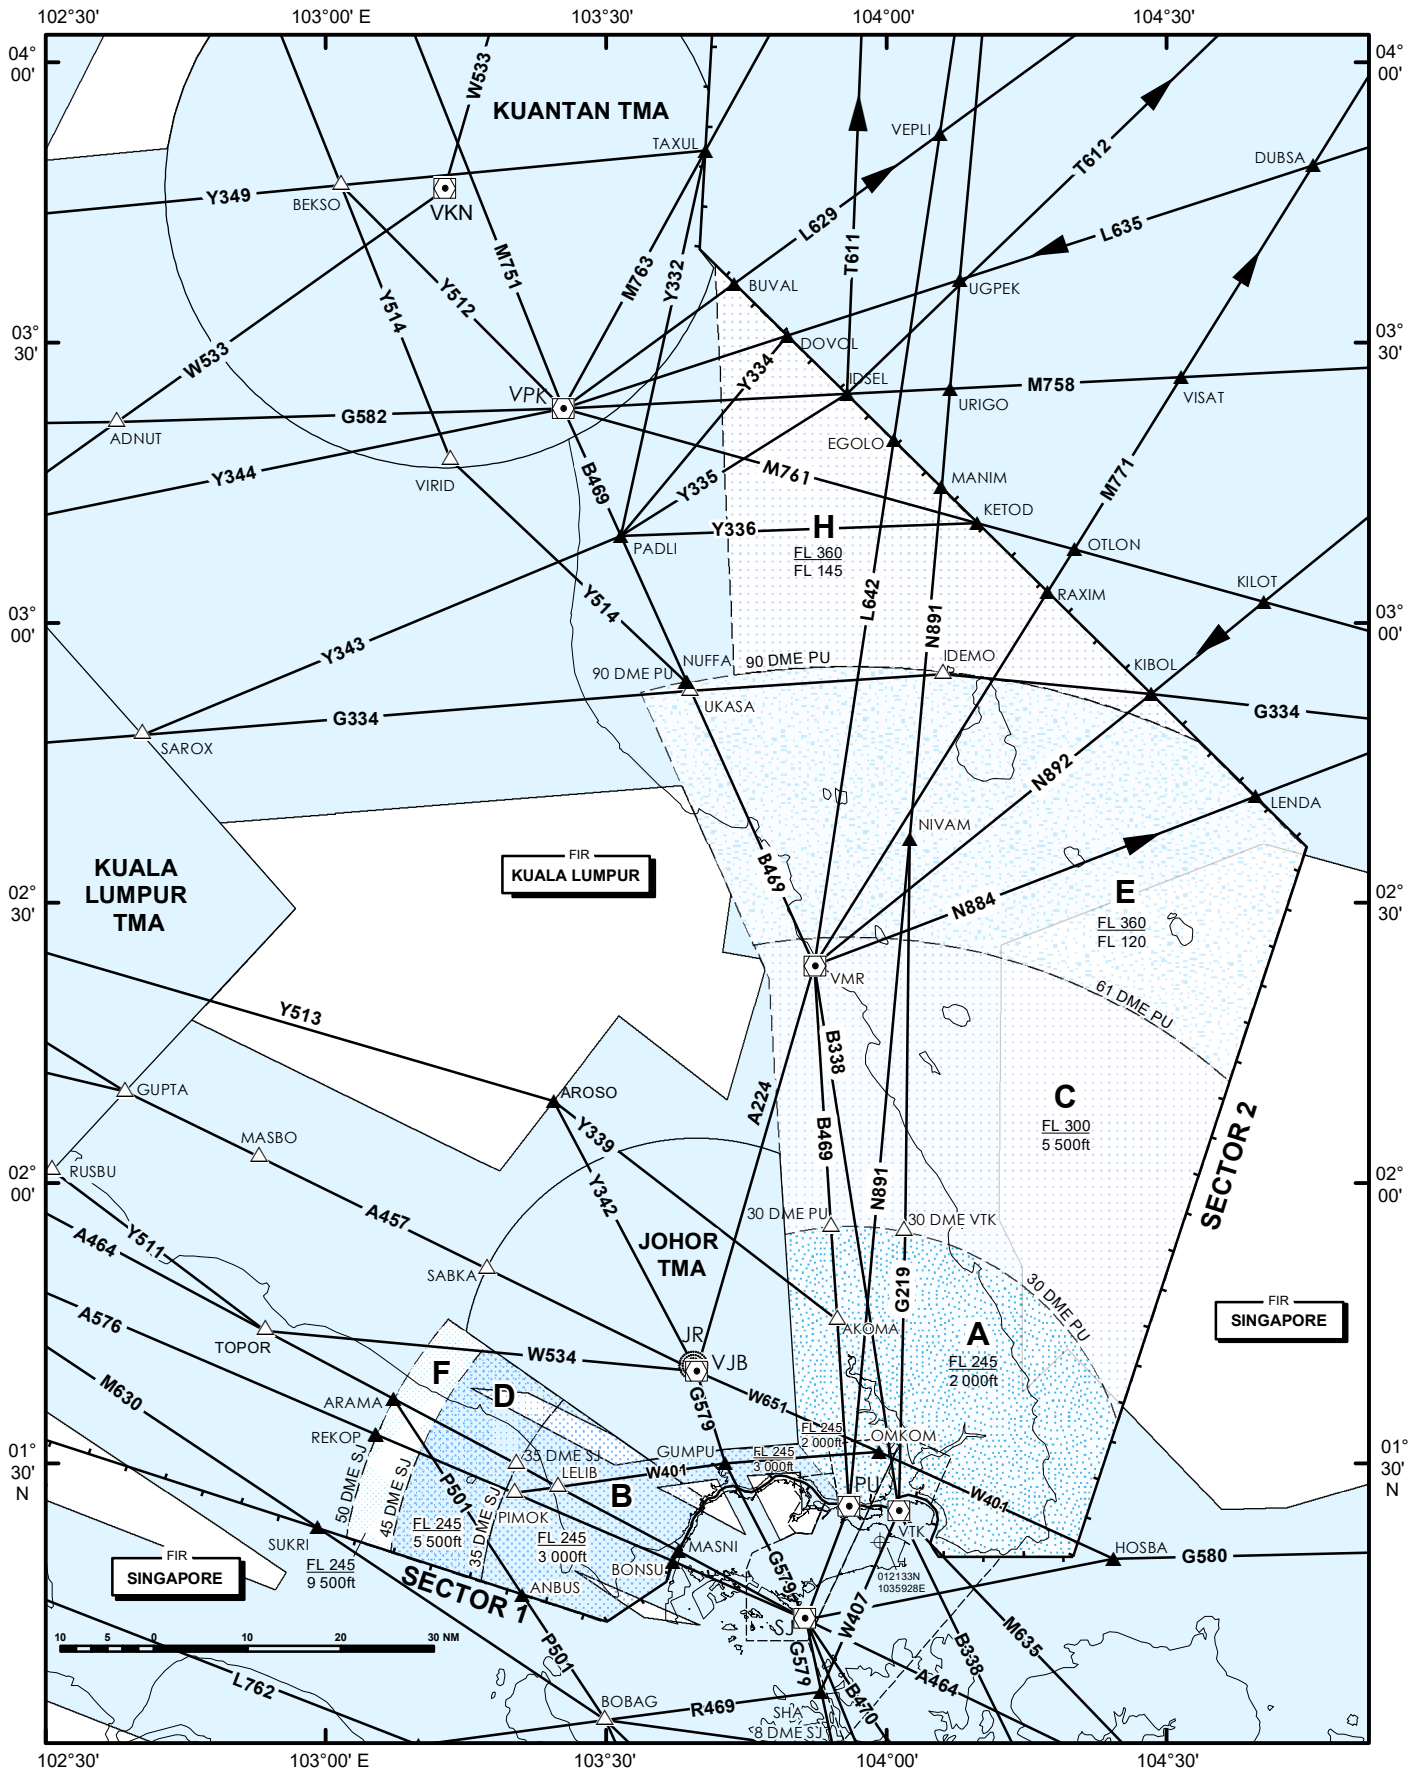 102°30'
103°00' E
103°30'
104°00'
104°30'
04°
00'
04°
00'
W533
KUANTAN TMA
TAXUL
VEPLI
T612
DUBSA
Y349
BEKSO
VKN
L629
L635
T611
M751
M763
Y332
Y512
Y514
BUVAL
UGPEK
03°
30'
03°
30'
W533
DOVOL
Y334
IDSEL
M758
VPK
G582
URIGO
VISAT
ADNUT
EGOLO
Y344
VIRID
B469
Y335
M761
M771
MANIM
KETOD
Y336
H
FL 360
FL 145
PADLI
OTLON
KILOT
RAXIM
Y514
L642
N891
03°
00'
03°
00'
Y343
NUFFA
90 DME PU
90 DME PU
IDEMO
KIBOL
UKASA
G334
G334
SAROX
N892
LENDA
NIVAM
KUALA
LUMPUR
TMA
FIR
KUALA LUMPUR
B469
E
FL 360
FL 120
N884
02°
30'
02°
30'
VMR
61 DME PU
Y513
B338
GUPTA
AROSO
A224
C
FL 300
5 500ft
MASBO
Y339
B469
SECTOR 2
N891
RUSBU
02°
00'
02°
00'
Y342
A457
30 DME PU
30 DME VTK
A464
Y511
JOHOR
TMA
SABKA
G219
30 DME PU
FIR
SINGAPORE
A576
AKOMA
A
FL 245
2 000ft
TOPOR
W534
JR
VJB
M630
F
D
ARAMA
G579
W651
REKOP
FL 245
2 000ft
OMKOM
35 DME SJ
GUMPU
FL 245
3 000ft
LELIB
W401
01°
30'
N
01°
30'
N
50 DME SJ
45 DME SJ
P501
35 DME SJ
B
PIMOK
PU
W401
FL 245
5 500ft
FL 245
3 000ft
VTK
SUKRI
MASNI
BONSU
HOSBA
G580
FIR
SINGAPORE
FL 245
9 500ft
SECTOR 1
ANBUS
G579
012133N
1035928E
SJ
W407
10
5
0
10
20
30 NM
P501
G579
B338
M635
L762
BOBAG
R469
SHA
8 DME SJ
B470
A464
102°30'
103°00' E
103°30'
104°00'
104°30'